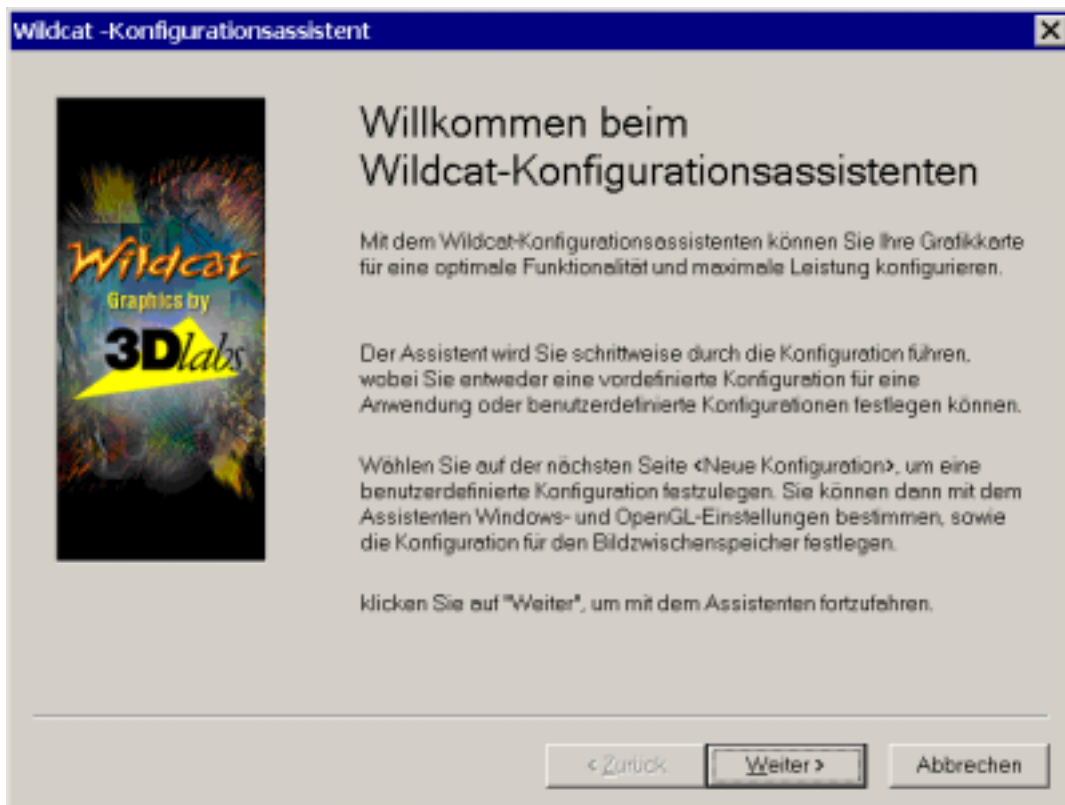 Wildcat -Konfigurationsassistent
Wildcat
Graphics by
3Dlabs
Willkommen beim
Wildcat-Konfigurationsassistenten
Mit dem Wildcat-Konfigurationsassistenten können Sie Ihre Grafikkarte
für eine optimale Funktionalität und maximale Leistung konfigurieren.
Der Assistent wird Sie schrittweise durch die Konfiguration führen,
wobei Sie entweder eine vordefinierte Konfiguration für eine
Anwendung oder benutzerdefinierte Konfigurationen festlegen können.
Wählen Sie auf der nächsten Seite <Neue Konfiguration>, um eine
benutzerdefinierte Konfiguration festzulegen. Sie können dann mit dem
Assistenten Windows- und OpenGL-Einstellungen bestimmen, sowie
die Konfiguration für den Bildzwischenspeicher festlegen.
klicken Sie auf "Weiter", um mit dem Assistenten fortzufahren.
< Zurück
Weiter >
Abbrechen